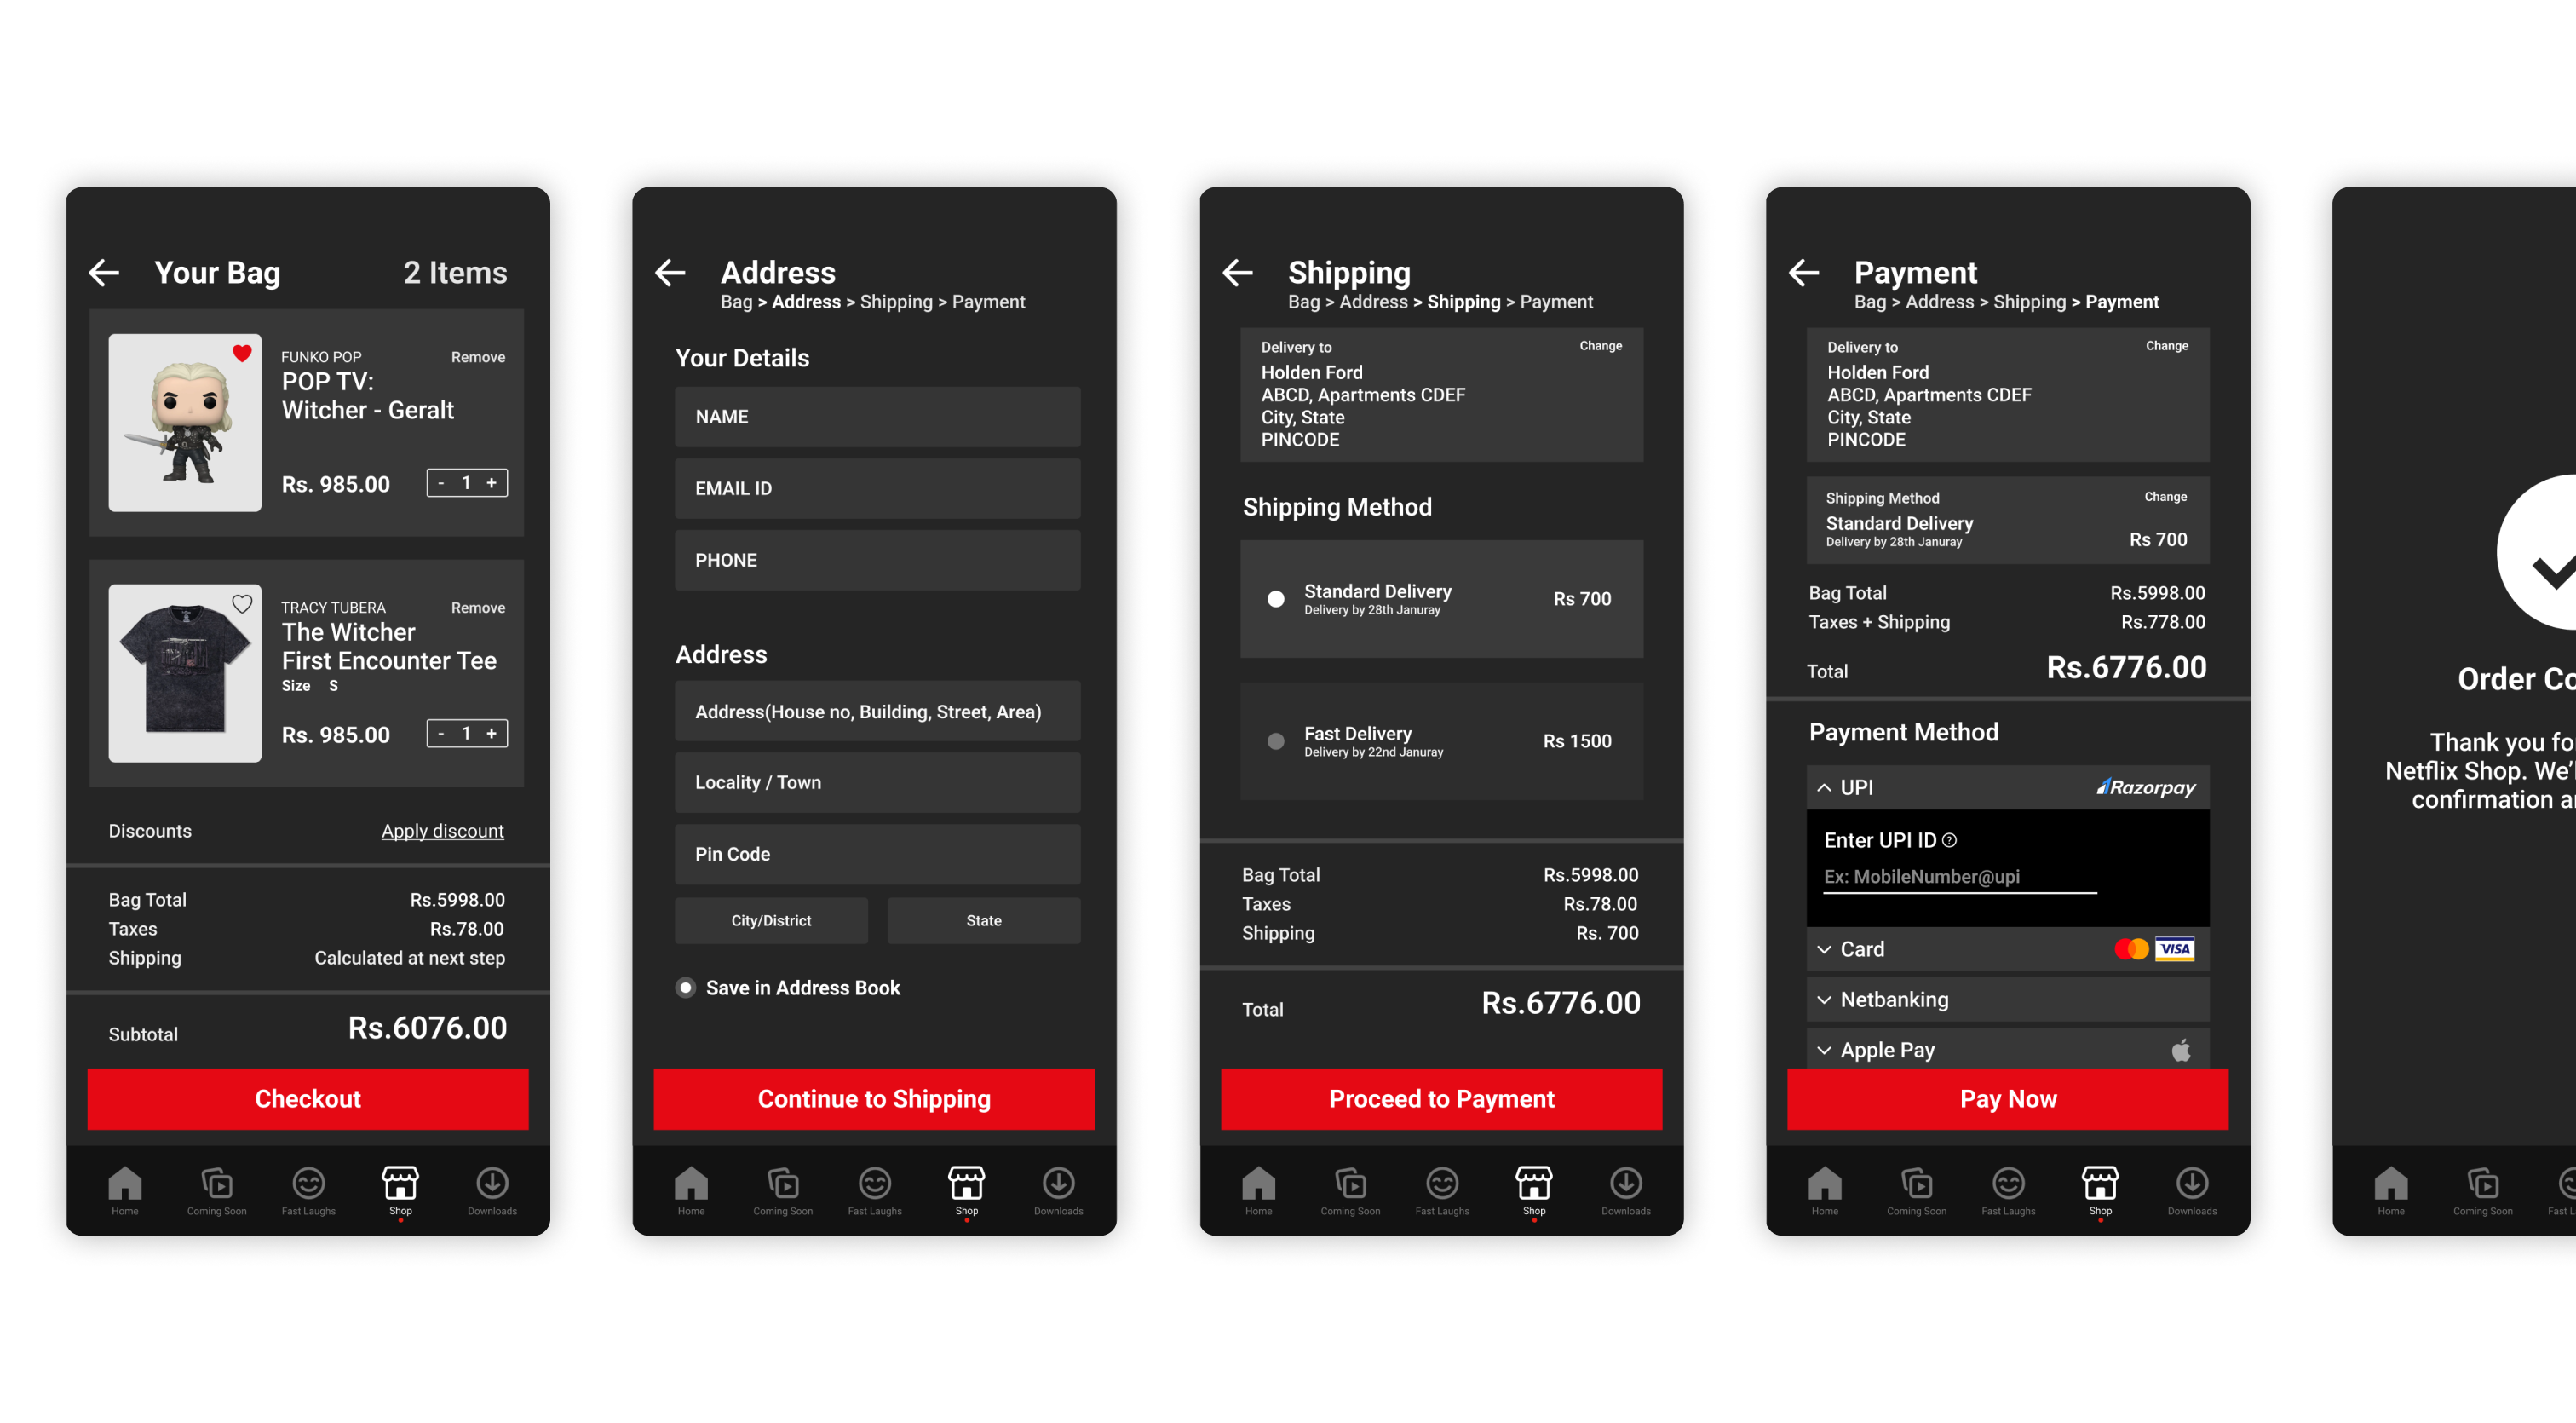 Your Bag 2 Items
FUNKO POP Remove
POP TV:
Witcher - Geralt
Rs. 985.00 - 1 +
TRACY TUBERA Remove
The Witcher
First Encounter Tee
Size S
Rs. 985.00 - 1 +
Discounts Apply discount
Bag Total Rs.5998.00
Taxes Rs.78.00
Shipping Calculated at next step
Subtotal Rs.6076.00
Checkout
Home Coming Soon Fast Laughs Shop Downloads
Address
Bag > Address > Shipping > Payment
Your Details
NAME
EMAIL ID
PHONE
Address
Address(House no, Building, Street, Area)
Locality / Town
Pin Code
City/District State
Save in Address Book
Continue to Shipping
Home Coming Soon Fast Laughs Shop Downloads
Shipping
Bag > Address > Shipping > Payment
Delivery to Change
Holden Ford
ABCD, Apartments CDEF
City, State
PINCODE
Shipping Method
Standard Delivery Rs 700
Delivery by 28th Januray
Fast Delivery Rs 1500
Delivery by 22nd Januray
Bag Total Rs.5998.00
Taxes Rs.78.00
Shipping Rs. 700
Total Rs.6776.00
Proceed to Payment
Home Coming Soon Fast Laughs Shop Downloads
Payment
Bag > Address > Shipping > Payment
Delivery to Change
Holden Ford
ABCD, Apartments CDEF
City, State
PINCODE
Shipping Method Change
Standard Delivery
Delivery by 28th Januray Rs 700
Bag Total Rs.5998.00
Taxes + Shipping Rs.778.00
Total Rs.6776.00
Payment Method
UPI Razorpay
Enter UPI ID ?
Ex: MobileNumber@upi
Card VISA
Netbanking
Apple Pay
Pay Now
Home Coming Soon Fast Laughs Shop Downloads
Order Co
Thank you fo
Netflix Shop. We'
confirmation a
Home Coming Soon Fast L